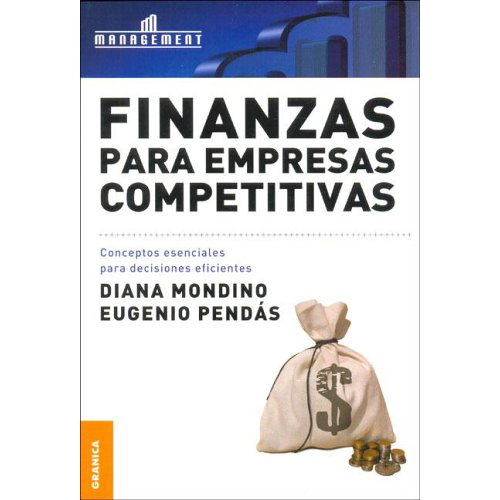 MANAGEMENT
FINANZAS
PARA EMPRESAS
COMPETITIVAS
Conceptos esenciales
para decisiones eficientes
DIANA MONDINO
EUGENIO PENDÁS
$
GRANICA